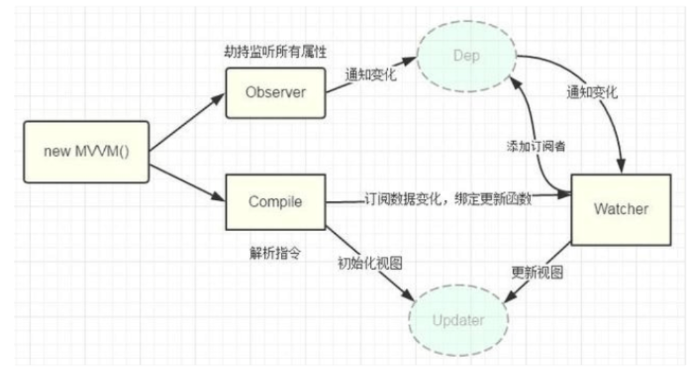 劫持监听所有属性
Dep
通知变化
Observer
通知变化
new MVVM()
添加订阅者
Compile
订阅数据变化，绑定更新函数
Watcher
解析指令
初始化视图
更新视图
Updater